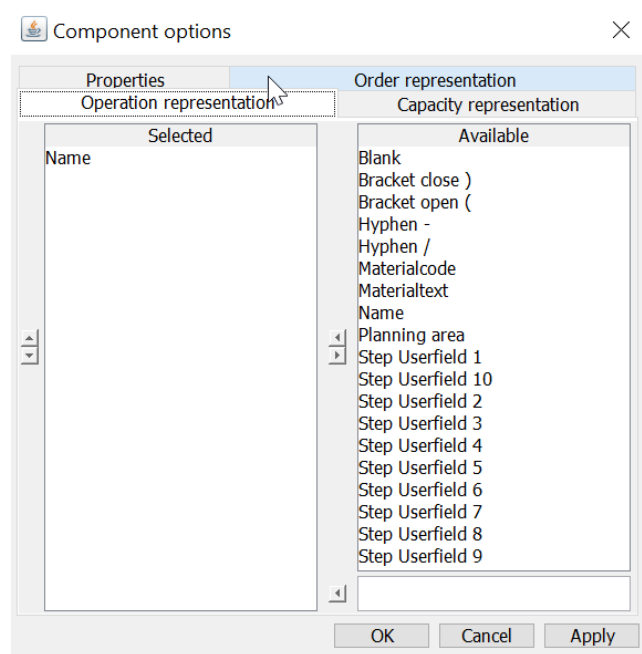 Component options
Properties
Order representation
Operation representation
Capacity representation
Selected
Name
Available
Blank
Bracket close )
Bracket open (
Hyphen -
Hyphen /
Materialcode
Materialtext
Name
Planning area
Step Userfield 1
Step Userfield 10
Step Userfield 2
Step Userfield 3
Step Userfield 4
Step Userfield 5
Step Userfield 6
Step Userfield 7
Step Userfield 8
Step Userfield 9
OK
Cancel
Apply